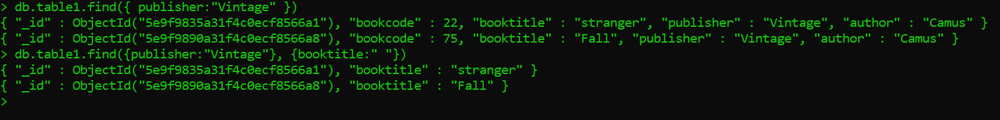 > db.table1.find({ publisher:"Vintage" })
{ "_id" : ObjectId("5e9f9835a31f4c0ecf8566a1"), "bookcode" : 22, "booktitle" : "stranger", "publisher" : "Vintage", "author" : "Camus" }
{ "_id" : ObjectId("5e9f9890a31f4c0ecf8566a8"), "bookcode" : 75, "booktitle" : "Fall", "publisher" : "Vintage", "author" : "Camus" }
> db.table1.find({publisher:"Vintage"}, {booktitle:" "})
{ "_id" : ObjectId("5e9f9835a31f4c0ecf8566a1"), "booktitle" : "stranger" }
{ "_id" : ObjectId("5e9f9890a31f4c0ecf8566a8"), "booktitle" : "Fall" }
>